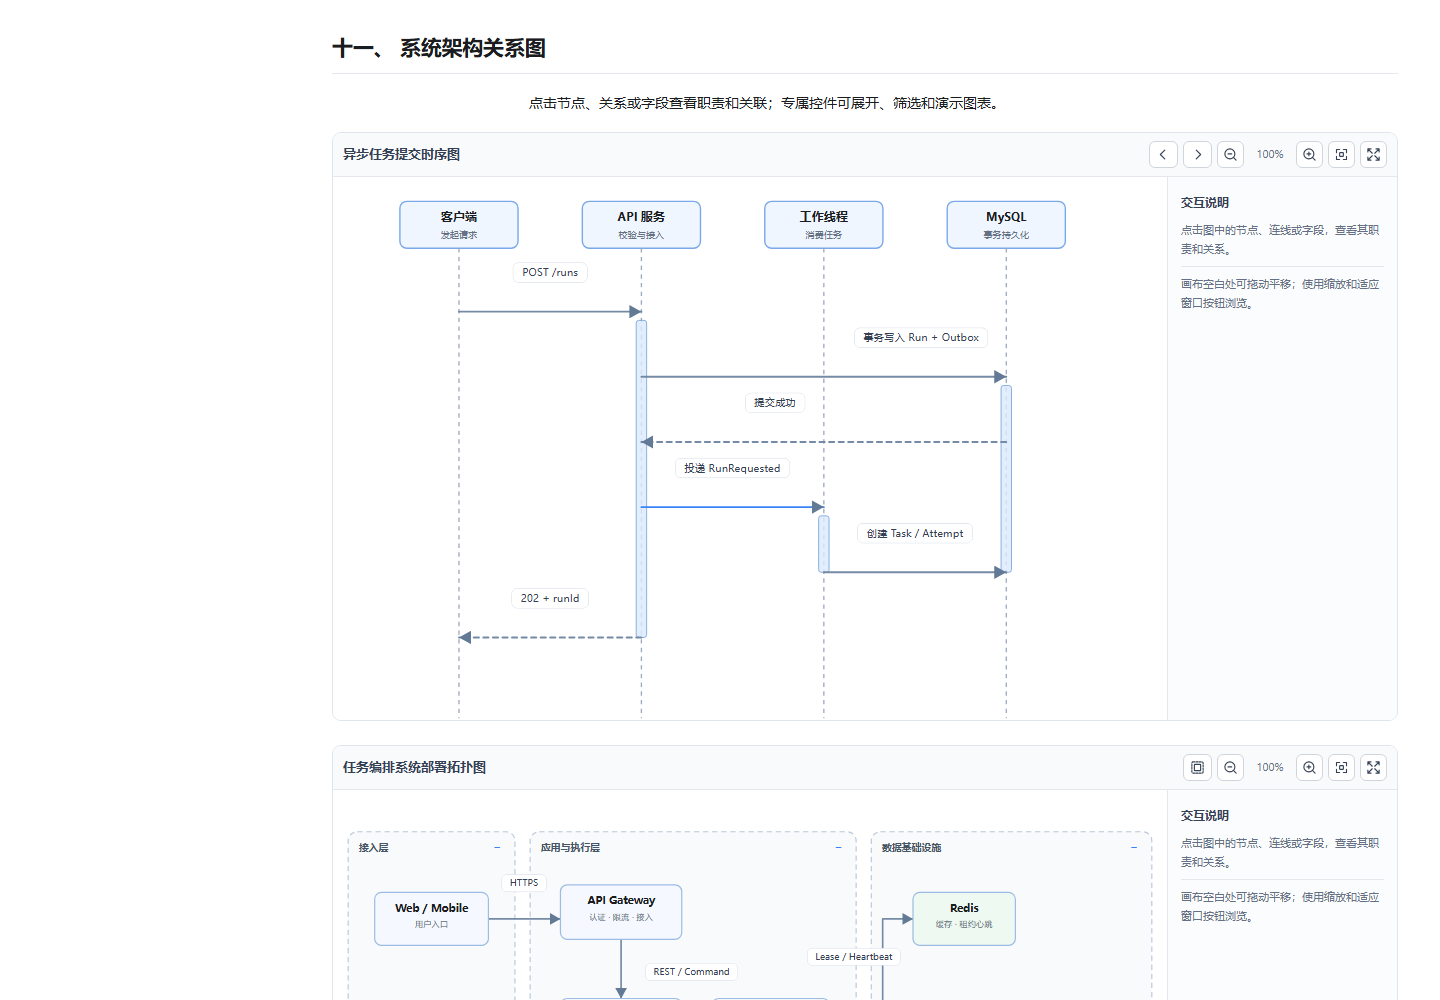 十一、 系统架构关系图
点击节点、关系或字段查看职责和关联；专属控件可展开、筛选和演示图表。
异步任务提交时序图
100%
客户端
发起请求
API 服务
校验与接入
工作线程
消费任务
MySQL
事务持久化
POST /runs
事务写入 Run + Outbox
提交成功
投递 RunRequested
创建 Task / Attempt
202 + runId
交互说明
点击图中的节点、连线或字段，查看其职
责和关系。
画布空白处可拖动平移；使用缩放和适应
窗口按钮浏览。
任务编排系统部署拓扑图
100%
接入层
应用与执行层
数据基础设施
HTTPS
Web / Mobile
用户入口
API Gateway
认证 · 限流 · 接入
Redis
缓存 · 租约心跳
Lease / Heartbeat
REST / Command
交互说明
点击图中的节点、连线或字段，查看其职
责和关系。
画布空白处可拖动平移；使用缩放和适应
窗口按钮浏览。